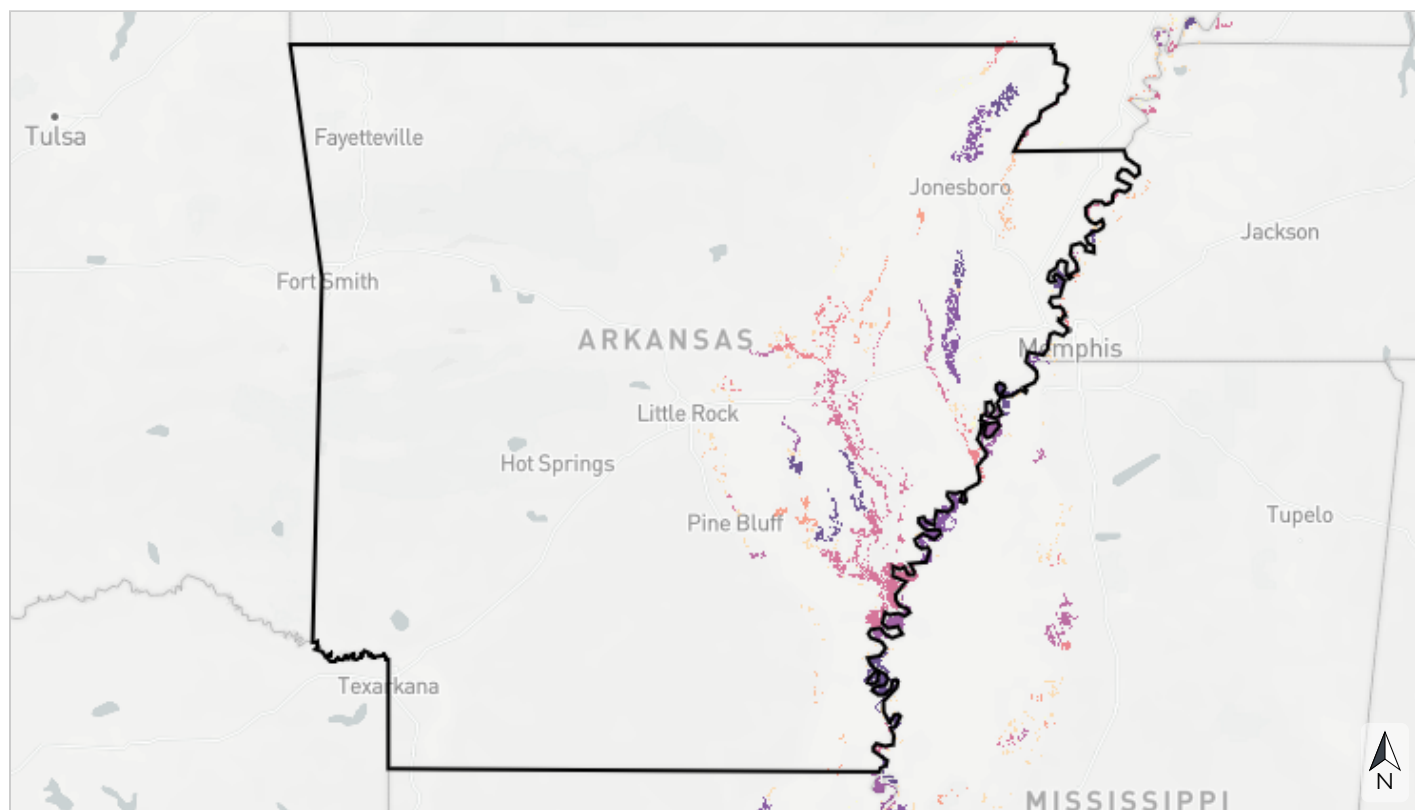 Tulsa
Fayetteville
Jonesboro
Jackson
Fort Smith
ARKANSAS
Memphis
Little Rock
Hot Springs
Pine Bluff
Tupelo
Texarkana
MISSISSIPPI
N